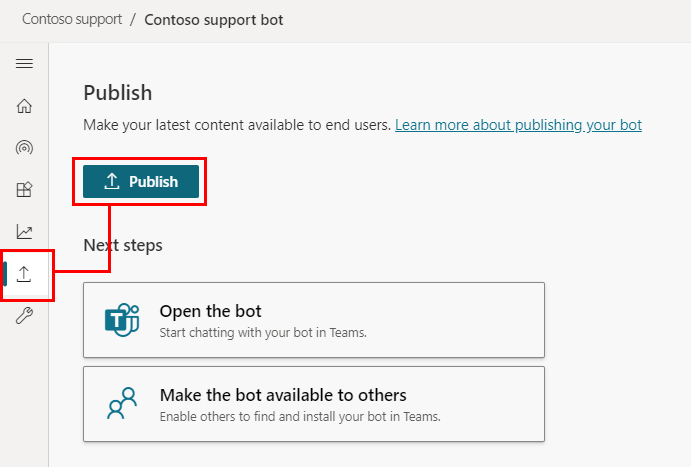 Contoso support / Contoso support bot
Publish
Make your latest content available to end users. Learn more about publishing your bot
Publish
Next steps
Open the bot
Start chatting with your bot in Teams.
Make the bot available to others
Enable others to find and install your bot in Teams.